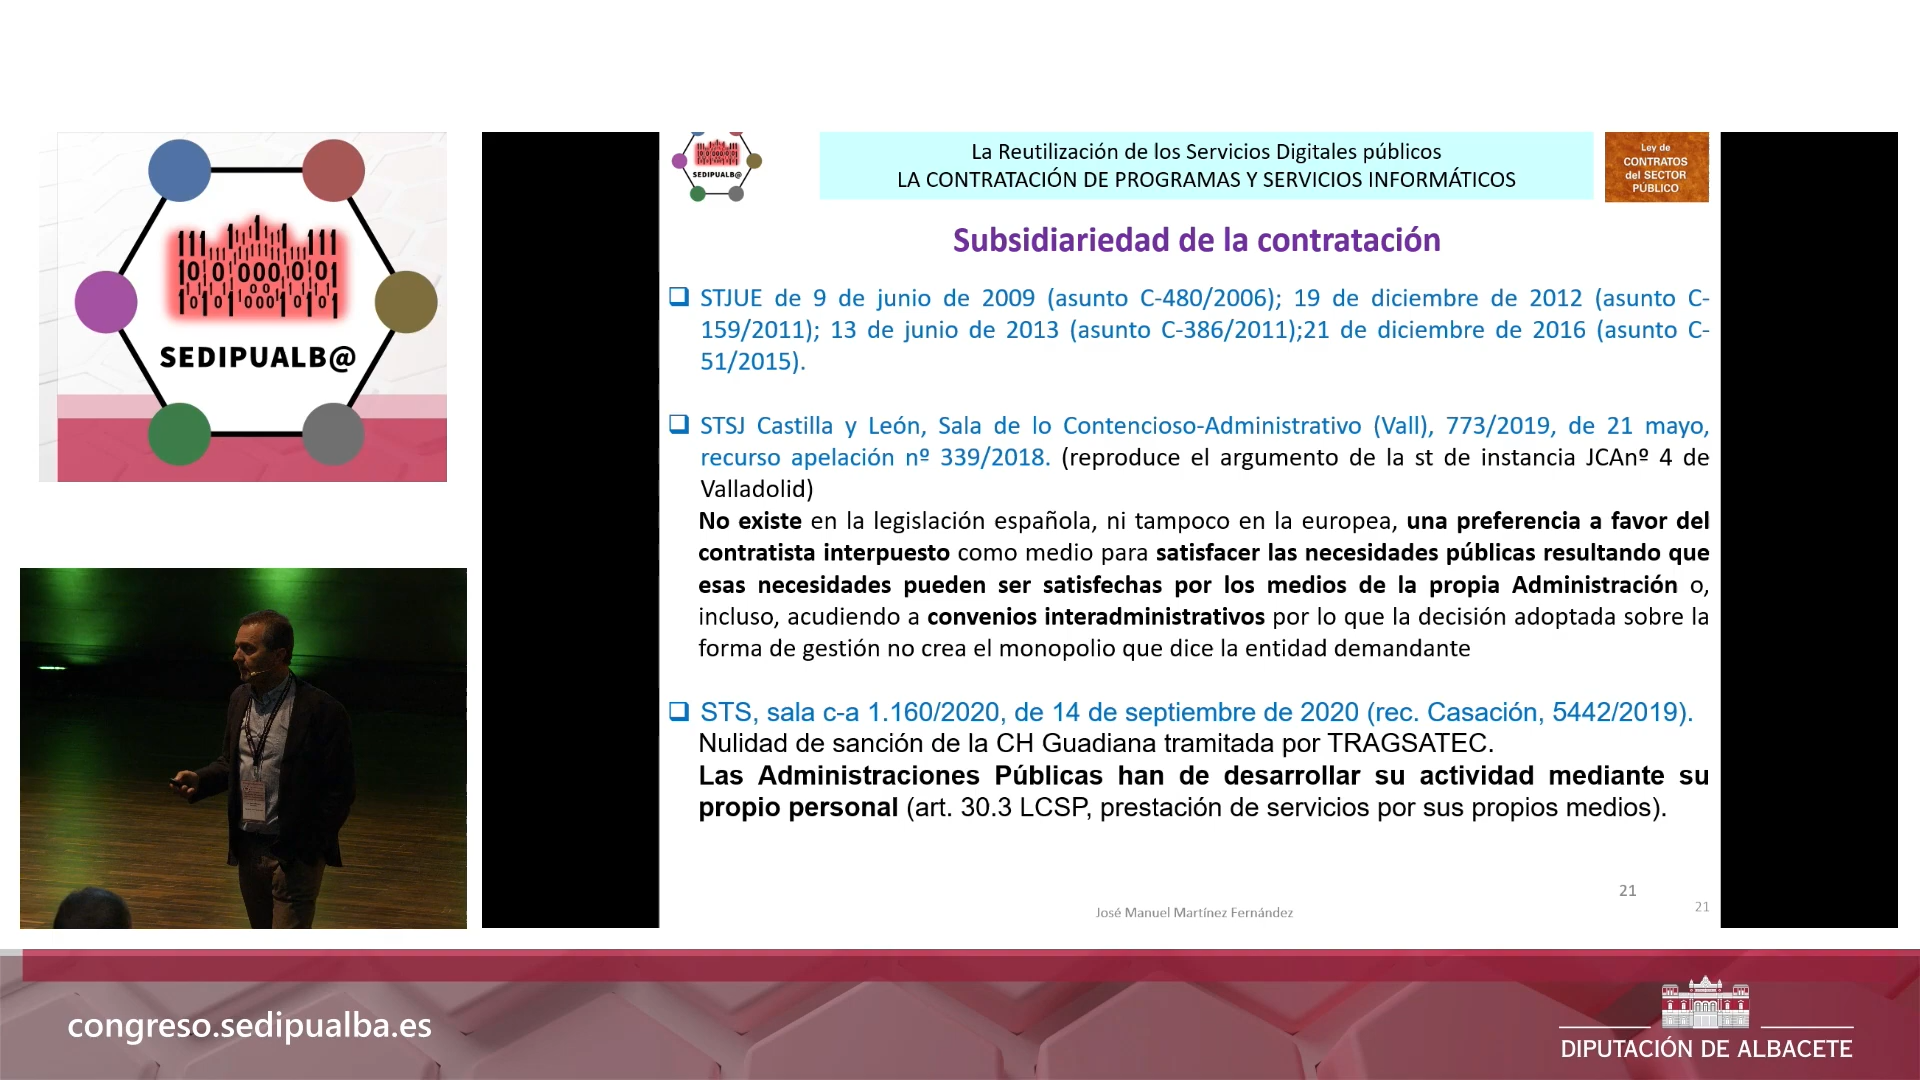 SEDIPUALB@
SEDIPUALB@
La Reutilización de los Servicios Digitales públicos
LA CONTRATACIÓN DE PROGRAMAS Y SERVICIOS INFORMÁTICOS
Ley de
CONTRATOS
del SECTOR
PÚBLICO
Subsidiariedad de la contratación
STJUE de 9 de junio de 2009 (asunto C-480/2006); 19 de diciembre de 2012 (asunto C-
159/2011); 13 de junio de 2013 (asunto C-386/2011);21 de diciembre de 2016 (asunto C-
51/2015).
STSJ Castilla y León, Sala de lo Contencioso-Administrativo (Vall), 773/2019, de 21 mayo,
recurso apelación nº 339/2018. (reproduce el argumento de la st de instancia JCAnº 4 de
Valladolid)
No existe en la legislación española, ni tampoco en la europea, una preferencia a favor del
contratista interpuesto como medio para satisfacer las necesidades públicas resultando que
esas necesidades pueden ser satisfechas por los medios de la propia Administración o,
incluso, acudiendo a convenios interadministrativos por lo que la decisión adoptada sobre la
forma de gestión no crea el monopolio que dice la entidad demandante
STS, sala c-a 1.160/2020, de 14 de septiembre de 2020 (rec. Casación, 5442/2019).
Nulidad de sanción de la CH Guadiana tramitada por TRAGSATEC.
Las Administraciones Públicas han de desarrollar su actividad mediante su
propio personal (art. 30.3 LCSP, prestación de servicios por sus propios medios).
21
21
José Manuel Martínez Fernández
congreso.sedipualba.es
DIPUTACIÓN DE ALBACETE